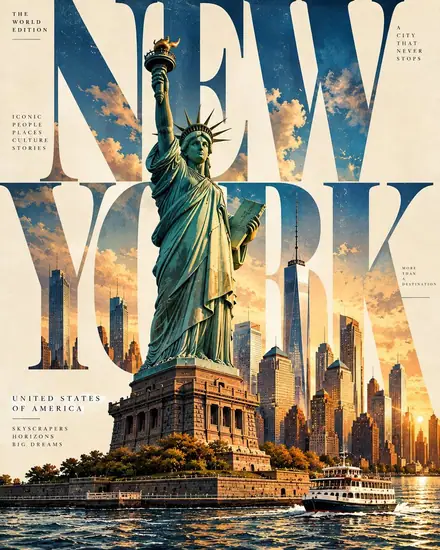 THE
WORLD
EDITION
A
CITY
THAT
NEVER
STOPS
NEW
ICONIC
PEOPLE
PLACES
CULTURE
STORIES
YORK
MORE
THAN
A
DESTINATION
UNITED STATES
OF AMERICA
SKYSCRAPERS
HORIZONS
BIG DREAMS